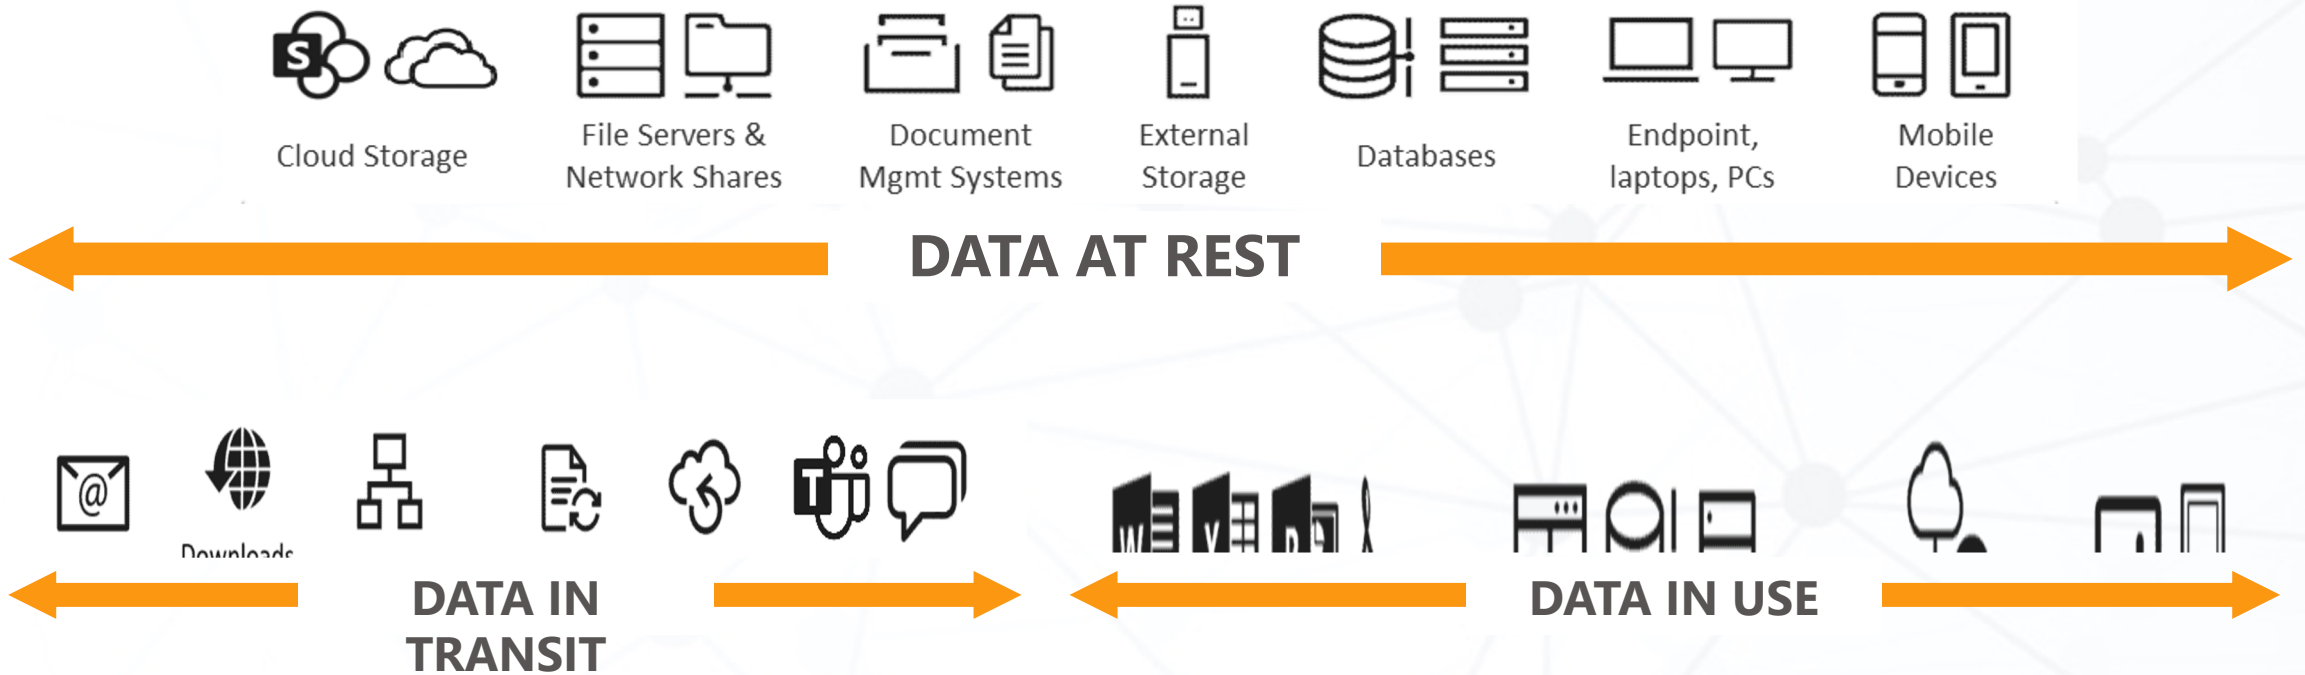 S
Cloud Storage
File Servers &
Network Shares
Document
Mgmt Systems
External
Storage
Databases
Endpoint,
laptops, PCs
Mobile
Devices
DATA AT REST
@
Downloads
T
W
DATA IN
TRANSIT
DATA IN USE